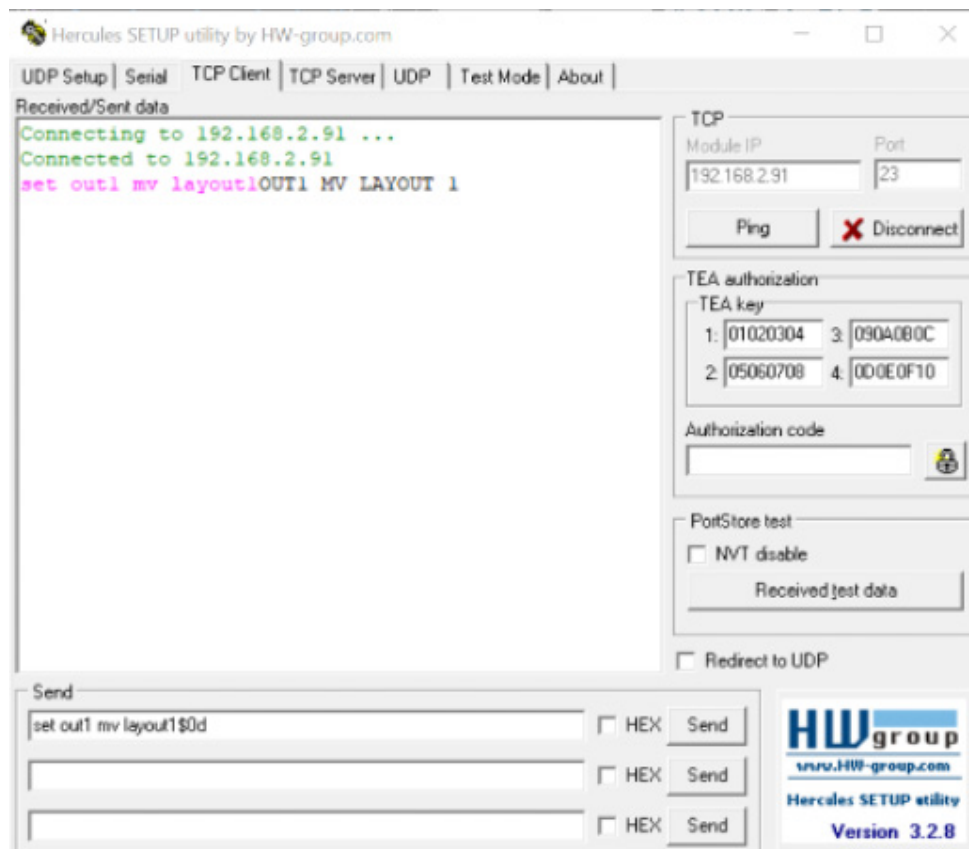 Hercules SETUP utility by HW-group.com
UDP Setup Serial TCP Client TCP Server UDP Test Mode About
Received/Sent data
Connecting to 192.168.2.91 ...
Connected to 192.168.2.91
set out1 mv layout1OUT1 MV LAYOUT 1
TCP
Module IP Port
192.168.2.91 23
Ping Disconnect
TEA authorization
TEA key
1: 01020304 3: 090A0B0C
2: 05060708 4: 0D0E0F10
Authorization code
PortStore test
NVT disable
Received test data
Redirect to UDP
Send
set out1 mv layout1$0d HEX Send
HEX Send
HEX Send
HW group
www.HW-group.com
Hercules SETUP utility
Version 3.2.8